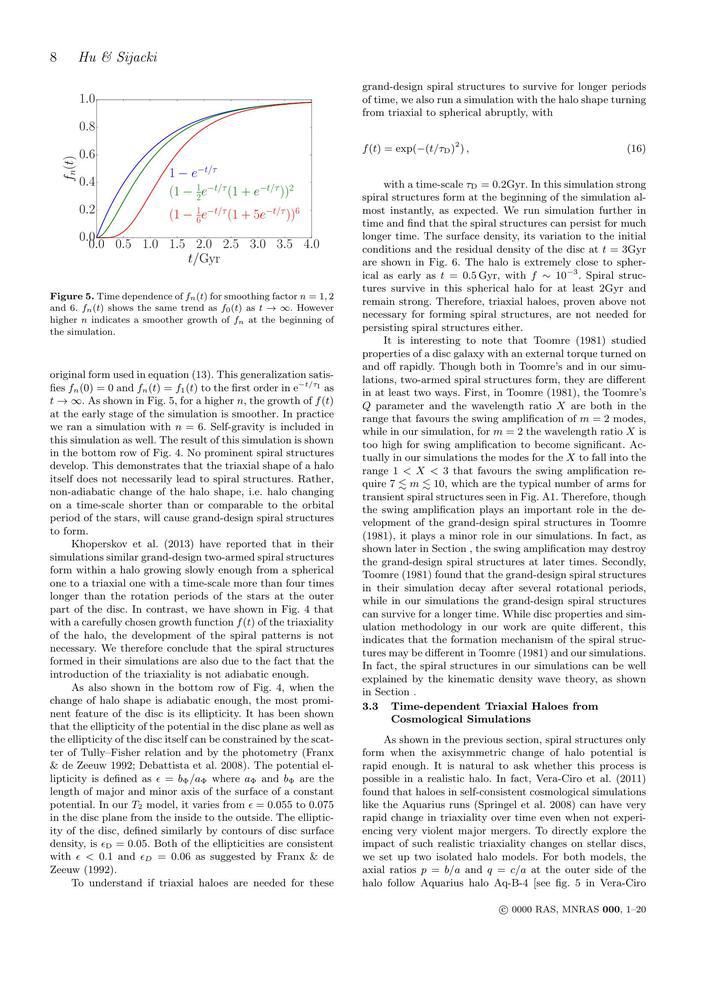 8 Hu & Sijacki
1.0
0.8
0.6
0.4
0.2
0.0
f_n(t)
1 − e^{−t/τ}
(1 − ½e^{−t/τ}(1 + e^{−t/τ}))²
(1 − ⅙e^{−t/τ}(1 + 5e^{−t/τ}))⁶
0.0 0.5 1.0 1.5 2.0 2.5 3.0 3.5 4.0
t/Gyr
Figure 5. Time dependence of f_n(t) for smoothing factor n = 1, 2
and 6. f_n(t) shows the same trend as f_0(t) as t → ∞. However
higher n indicates a smoother growth of f_n at the beginning of
the simulation.
original form used in equation (13). This generalization satis-
fies f_n(0) = 0 and f_n(t) = f_1(t) to the first order in e^{−t/τ_1} as
t → ∞. As shown in Fig. 5, for a higher n, the growth of f(t)
at the early stage of the simulation is smoother. In practice
we ran a simulation with n = 6. Self-gravity is included in
this simulation as well. The result of this simulation is shown
in the bottom row of Fig. 4. No prominent spiral structures
develop. This demonstrates that the triaxial shape of a halo
itself does not necessarily lead to spiral structures. Rather,
non-adiabatic change of the halo shape, i.e. halo changing
on a time-scale shorter than or comparable to the orbital
period of the stars, will cause grand-design spiral structures
to form.
Khoperskov et al. (2013) have reported that in their
simulations similar grand-design two-armed spiral structures
form within a halo growing slowly enough from a spherical
one to a triaxial one with a time-scale more than four times
longer than the rotation periods of the stars at the outer
part of the disc. In contrast, we have shown in Fig. 4 that
with a carefully chosen growth function f(t) of the triaxiality
of the halo, the development of the spiral patterns is not
necessary. We therefore conclude that the spiral structures
formed in their simulations are also due to the fact that the
introduction of the triaxiality is not adiabatic enough.
As also shown in the bottom row of Fig. 4, when the
change of halo shape is adiabatic enough, the most promi-
nent feature of the disc is its ellipticity. It has been shown
that the ellipticity of the potential in the disc plane as well as
the ellipticity of the disc itself can be constrained by the scat-
ter of Tully–Fisher relation and by the photometry (Franx
& de Zeeuw 1992; Debattista et al. 2008). The potential el-
lipticity is defined as ϵ = b_Φ/a_Φ where a_Φ and b_Φ are the
length of major and minor axis of the surface of a constant
potential. In our T_2 model, it varies from ϵ = 0.055 to 0.075
in the disc plane from the inside to the outside. The elliptic-
ity of the disc, defined similarly by contours of disc surface
density, is ϵ_D = 0.05. Both of the ellipticities are consistent
with ϵ < 0.1 and ϵ_D = 0.06 as suggested by Franx & de
Zeeuw (1992).
To understand if triaxial haloes are needed for these
grand-design spiral structures to survive for longer periods
of time, we also run a simulation with the halo shape turning
from triaxial to spherical abruptly, with
f(t) = exp(−(t/τ_D)²) , (16)
with a time-scale τ_D = 0.2Gyr. In this simulation strong
spiral structures form at the beginning of the simulation al-
most instantly, as expected. We run simulation further in
time and find that the spiral structures can persist for much
longer time. The surface density, its variation to the initial
conditions and the residual density of the disc at t = 3Gyr
are shown in Fig. 6. The halo is extremely close to spher-
ical as early as t = 0.5 Gyr, with f ∼ 10⁻³. Spiral struc-
tures survive in this spherical halo for at least 2Gyr and
remain strong. Therefore, triaxial haloes, proven above not
necessary for forming spiral structures, are not needed for
persisting spiral structures either.
It is interesting to note that Toomre (1981) studied
properties of a disc galaxy with an external torque turned on
and off rapidly. Though both in Toomre's and in our simu-
lations, two-armed spiral structures form, they are different
in at least two ways. First, in Toomre (1981), the Toomre's
Q parameter and the wavelength ratio X are both in the
range that favours the swing amplification of m = 2 modes,
while in our simulation, for m = 2 the wavelength ratio X is
too high for swing amplification to become significant. Ac-
tually in our simulations the modes for the X to fall into the
range 1 < X < 3 that favours the swing amplification re-
quire 7 ≲ m ≲ 10, which are the typical number of arms for
transient spiral structures seen in Fig. A1. Therefore, though
the swing amplification plays an important role in the de-
velopment of the grand-design spiral structures in Toomre
(1981), it plays a minor role in our simulations. In fact, as
shown later in Section , the swing amplification may destroy
the grand-design spiral structures at later times. Secondly,
Toomre (1981) found that the grand-design spiral structures
in their simulation decay after several rotational periods,
while in our simulations the grand-design spiral structures
can survive for a longer time. While disc properties and sim-
ulation methodology in our work are quite different, this
indicates that the formation mechanism of the spiral struc-
tures may be different in Toomre (1981) and our simulations.
In fact, the spiral structures in our simulations can be well
explained by the kinematic density wave theory, as shown
in Section .
3.3 Time-dependent Triaxial Haloes from
Cosmological Simulations
As shown in the previous section, spiral structures only
form when the axisymmetric change of halo potential is
rapid enough. It is natural to ask whether this process is
possible in a realistic halo. In fact, Vera-Ciro et al. (2011)
found that haloes in self-consistent cosmological simulations
like the Aquarius runs (Springel et al. 2008) can have very
rapid change in triaxiality over time even when not experi-
encing very violent major mergers. To directly explore the
impact of such realistic triaxiality changes on stellar discs,
we set up two isolated halo models. For both models, the
axial ratios p = b/a and q = c/a at the outer side of the
halo follow Aquarius halo Aq-B-4 [see fig. 5 in Vera-Ciro
© 0000 RAS, MNRAS 000, 1–20